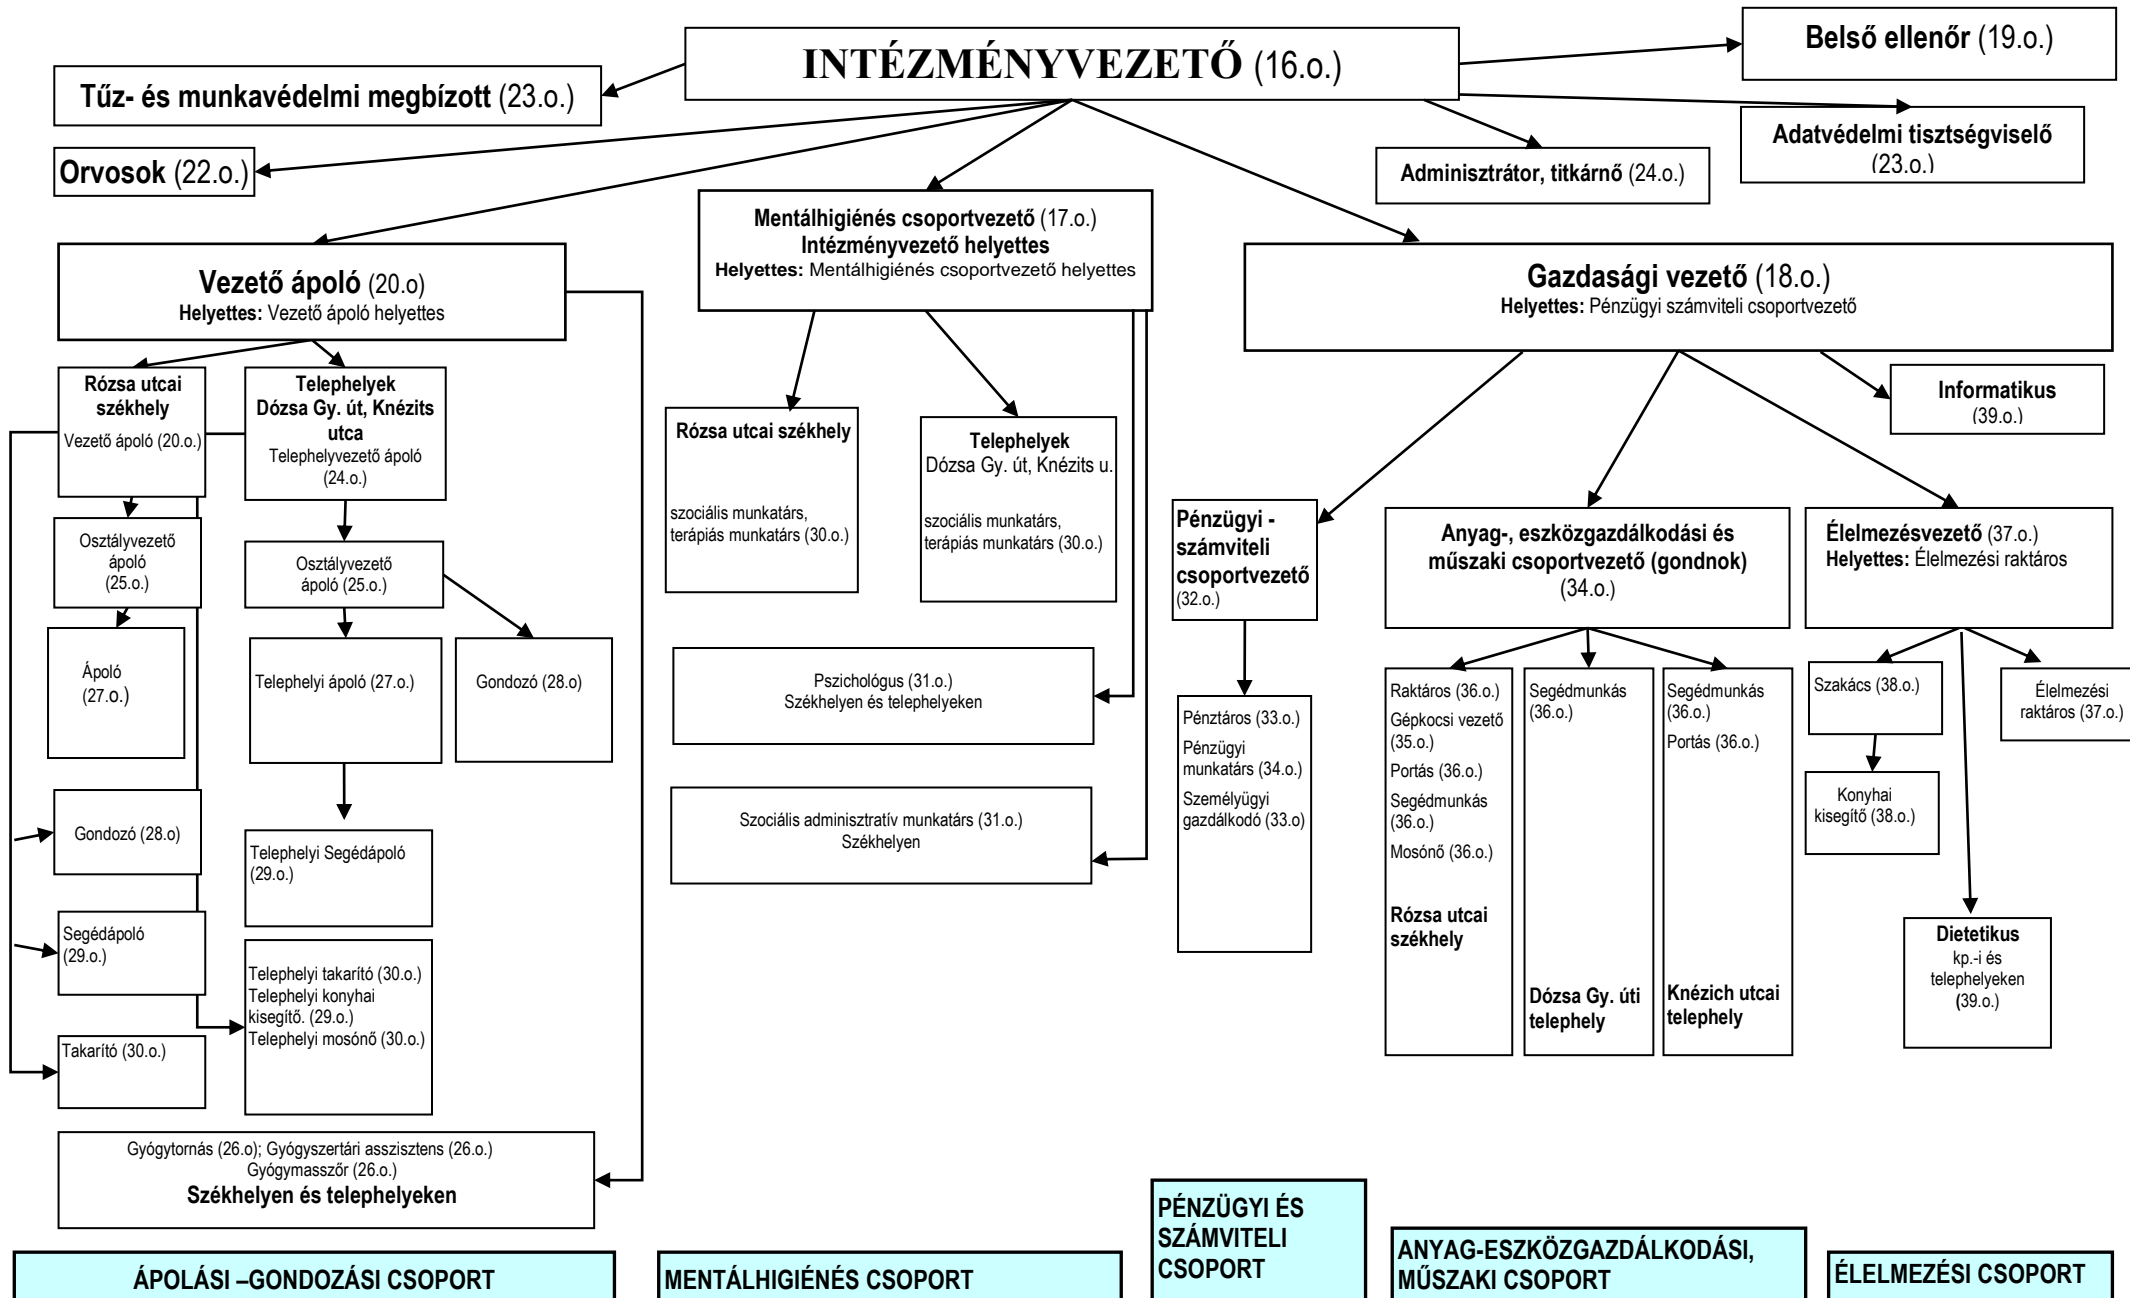 INTÉZMÉNYVEZETŐ (16.o.)
Belső ellenőr (19.o.)
Tűz- és munkavédelmi megbízott (23.o.)
Adatvédelmi tisztségviselő
(23.o.)
Orvosok (22.o.)
Adminisztrátor, titkárnő (24.o.)
Mentálhigiénés csoportvezető (17.o.)
Intézményvezető helyettes
Helyettes: Mentálhigiénés csoportvezető helyettes
Vezető ápoló (20.o)
Helyettes: Vezető ápoló helyettes
Gazdasági vezető (18.o.)
Helyettes: Pénzügyi számviteli csoportvezető
Rózsa utcai
székhely
Vezető ápoló (20.o.)
Telephelyek
Dózsa Gy. út, Knézits
utca
Telephelyvezető ápoló
(24.o.)
Informatikus
(39.o.)
Rózsa utcai székhely
szociális munkatárs,
terápiás munkatárs (30.o.)
Telephelyek
Dózsa Gy. út, Knézits u.
szociális munkatárs,
terápiás munkatárs (30.o.)
Pénzügyi -
számviteli
csoportvezető
(32.o.)
Anyag-, eszközgazdálkodási és
műszaki csoportvezető (gondnok)
(34.o.)
Élelmezésvezető (37.o.)
Helyettes: Élelmezési raktáros
Osztályvezető
ápoló
(25.o.)
Osztályvezető
ápoló (25.o.)
Ápoló
(27.o.)
Telephelyi ápoló (27.o.)
Gondozó (28.o)
Pszichológus (31.o.)
Székhelyen és telephelyeken
Pénztáros (33.o.)
Pénzügyi
munkatárs (34.o.)
Személyügyi
gazdálkodó (33.o)
Raktáros (36.o.)
Gépkocsi vezető
(35.o.)
Portás (36.o.)
Segédmunkás
(36.o.)
Mosónő (36.o.)
Rózsa utcai
székhely
Segédmunkás
(36.o.)
Dózsa Gy. úti
telephely
Segédmunkás
(36.o.)
Portás (36.o.)
Knézich utcai
telephely
Szakács (38.o.)
Élelmezési
raktáros (37.o.)
Konyhai
kisegítő (38.o.)
Dietetikus
kp.-i és
telephelyeken
(39.o.)
Gondozó (28.o)
Szociális adminisztratív munkatárs (31.o.)
Székhelyen
Telephelyi Segédápoló
(29.o.)
Segédápoló
(29.o.)
Telephelyi takarító (30.o.)
Telephelyi konyhai
kisegítő. (29.o.)
Telephelyi mosónő (30.o.)
Takarító (30.o.)
Gyógytornás (26.o); Gyógyszertári asszisztens (26.o.)
Gyógymasszőr (26.o.)
Székhelyen és telephelyeken
ÁPOLÁSI –GONDOZÁSI CSOPORT
MENTÁLHIGIÉNÉS CSOPORT
PÉNZÜGYI ÉS
SZÁMVITELI
CSOPORT
ANYAG-ESZKÖZGAZDÁLKODÁSI,
MŰSZAKI CSOPORT
ÉLELMEZÉSI CSOPORT